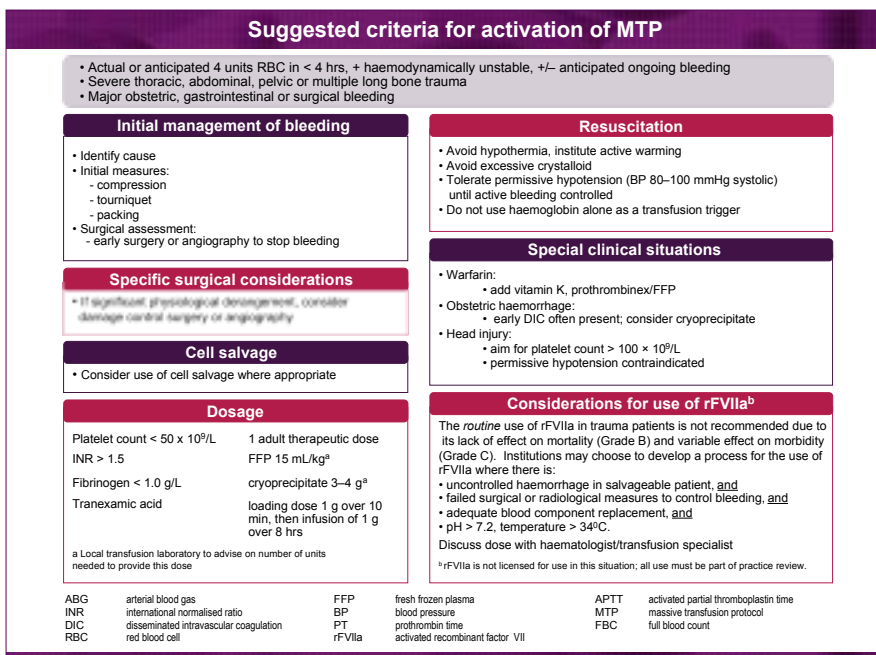 Suggested criteria for activation of MTP
• Actual or anticipated 4 units RBC in < 4 hrs, + haemodynamically unstable, +/– anticipated ongoing bleeding
• Severe thoracic, abdominal, pelvic or multiple long bone trauma
• Major obstetric, gastrointestinal or surgical bleeding
Initial management of bleeding
• Identify cause
• Initial measures:
- compression
- tourniquet
- packing
• Surgical assessment:
- early surgery or angiography to stop bleeding
Specific surgical considerations
• If significant physiological derangement, consider
damage control surgery or angiography
Cell salvage
• Consider use of cell salvage where appropriate
Dosage
Platelet count < 50 x 10⁹/L 1 adult therapeutic dose
INR > 1.5 FFP 15 mL/kgᵃ
Fibrinogen < 1.0 g/L cryoprecipitate 3–4 gᵃ
Tranexamic acid loading dose 1 g over 10
min, then infusion of 1 g
over 8 hrs
a Local transfusion laboratory to advise on number of units
needed to provide this dose
Resuscitation
• Avoid hypothermia, institute active warming
• Avoid excessive crystalloid
• Tolerate permissive hypotension (BP 80–100 mmHg systolic)
until active bleeding controlled
• Do not use haemoglobin alone as a transfusion trigger
Special clinical situations
• Warfarin:
• add vitamin K, prothrombinex/FFP
• Obstetric haemorrhage:
• early DIC often present; consider cryoprecipitate
• Head injury:
• aim for platelet count > 100 × 10⁹/L
• permissive hypotension contraindicated
Considerations for use of rFVIIaᵇ
The routine use of rFVIIa in trauma patients is not recommended due to
its lack of effect on mortality (Grade B) and variable effect on morbidity
(Grade C). Institutions may choose to develop a process for the use of
rFVIIa where there is:
• uncontrolled haemorrhage in salvageable patient, and
• failed surgical or radiological measures to control bleeding, and
• adequate blood component replacement, and
• pH > 7.2, temperature > 34⁰C.
Discuss dose with haematologist/transfusion specialist
ᵇ rFVIIa is not licensed for use in this situation; all use must be part of practice review.
ABG arterial blood gas FFP fresh frozen plasma APTT activated partial thromboplastin time
INR international normalised ratio BP blood pressure MTP massive transfusion protocol
DIC disseminated intravascular coagulation PT prothrombin time FBC full blood count
RBC red blood cell rFVIIa activated recombinant factor VII